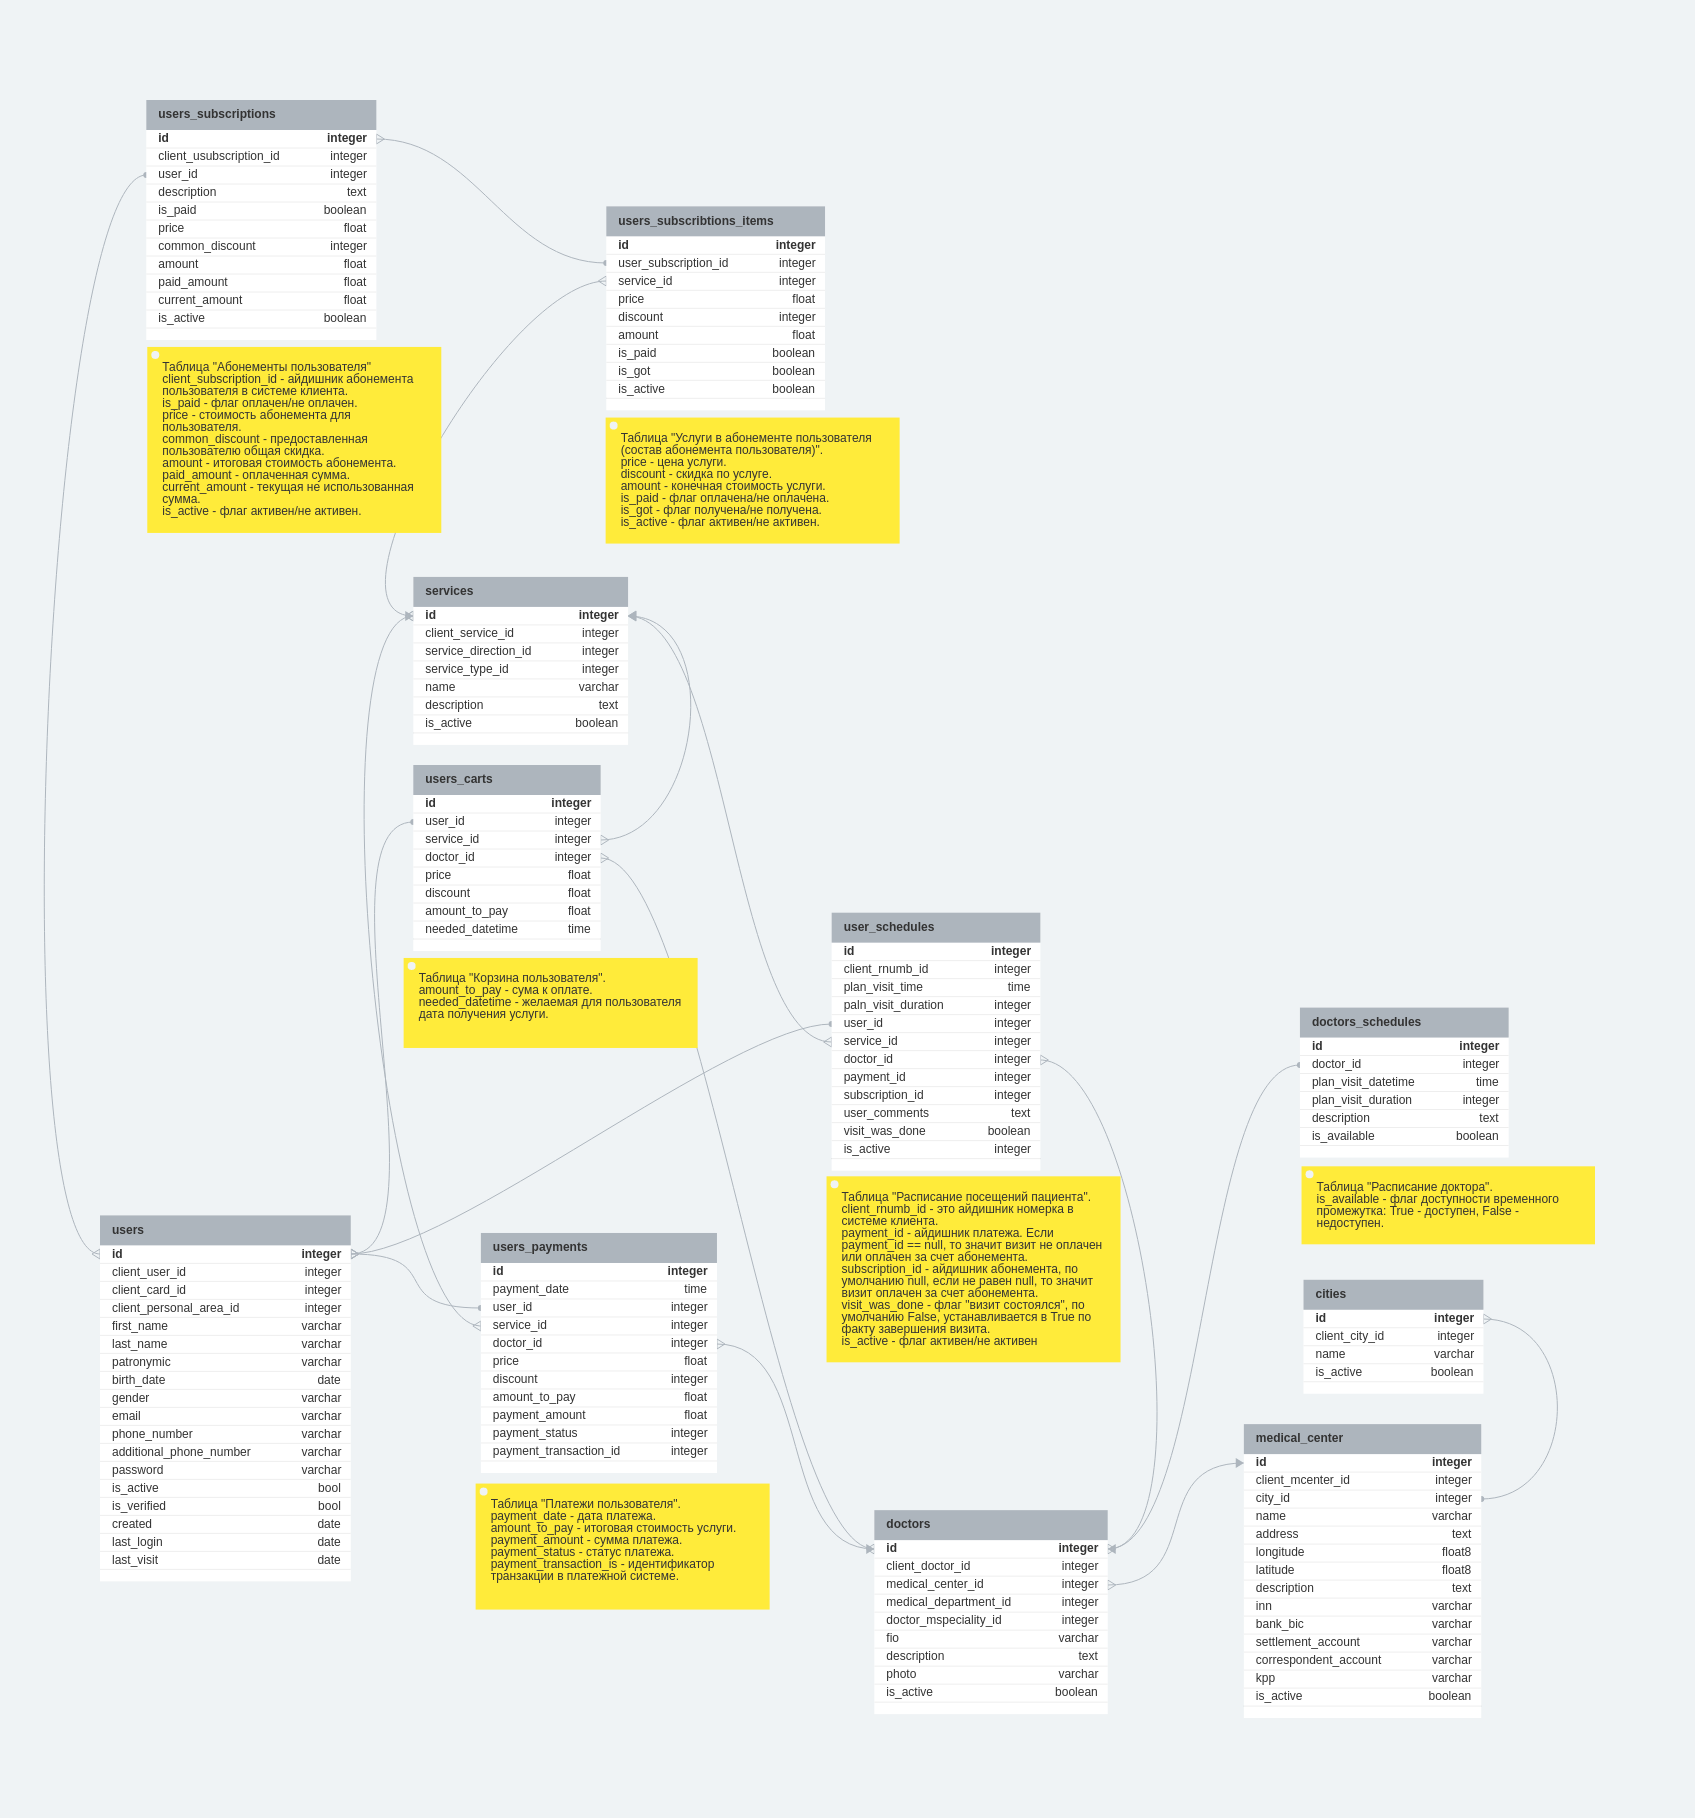 users_subscriptions
id integer
client_usubscription_id integer
user_id integer
description text
is_paid boolean
price float
common_discount integer
amount float
paid_amount float
current_amount float
is_active boolean
Таблица "Абонементы пользователя"
client_subscription_id - айдишник абонемента
пользователя в системе клиента.
is_paid - флаг оплачен/не оплачен.
price - стоимость абонемента для
пользователя.
common_discount - предоставленная
пользователю общая скидка.
amount - итоговая стоимость абонемента.
paid_amount - оплаченная сумма.
current_amount - текущая не использованная
сумма.
is_active - флаг активен/не активен.
users_subscribtions_items
id integer
user_subscription_id integer
service_id integer
price float
discount integer
amount float
is_paid boolean
is_got boolean
is_active boolean
Таблица "Услуги в абонементе пользователя
(состав абонемента пользователя)".
price - цена услуги.
discount - скидка по услуге.
amount - конечная стоимость услуги.
is_paid - флаг оплачена/не оплачена.
is_got - флаг получена/не получена.
is_active - флаг активен/не активен.
services
id integer
client_service_id integer
service_direction_id integer
service_type_id integer
name varchar
description text
is_active boolean
users_carts
id integer
user_id integer
service_id integer
doctor_id integer
price float
discount float
amount_to_pay float
needed_datetime time
Таблица "Корзина пользователя".
amount_to_pay - сума к оплате.
needed_datetime - желаемая для пользователя
дата получения услуги.
user_schedules
id integer
client_rnumb_id integer
plan_visit_time time
paln_visit_duration integer
user_id integer
service_id integer
doctor_id integer
payment_id integer
subscription_id integer
user_comments text
visit_was_done boolean
is_active integer
Таблица "Расписание посещений пациента".
client_rnumb_id - это айдишник номерка в
системе клиента.
payment_id - айдишник платежа. Если
payment_id == null, то значит визит не оплачен
или оплачен за счет абонемента.
subscription_id - айдишник абонемента, по
умолчанию null, если не равен null, то значит
визит оплачен за счет абонемента.
visit_was_done - флаг "визит состоялся", по
умолчанию False, устанавливается в True по
факту завершения визита.
is_active - флаг активен/не активен
doctors_schedules
id integer
doctor_id integer
plan_visit_datetime time
plan_visit_duration integer
description text
is_available boolean
Таблица "Расписание доктора".
is_available - флаг доступности временного
промежутка: True - доступен, False -
недоступен.
users
id integer
client_user_id integer
client_card_id integer
client_personal_area_id integer
first_name varchar
last_name varchar
patronymic varchar
birth_date date
gender varchar
email varchar
phone_number varchar
additional_phone_number varchar
password varchar
is_active bool
is_verified bool
created date
last_login date
last_visit date
users_payments
id integer
payment_date time
user_id integer
service_id integer
doctor_id integer
price float
discount integer
amount_to_pay float
payment_amount float
payment_status integer
payment_transaction_id integer
Таблица "Платежи пользователя".
payment_date - дата платежа.
amount_to_pay - итоговая стоимость услуги.
payment_amount - сумма платежа.
payment_status - статус платежа.
payment_transaction_is - идентификатор
транзакции в платежной системе.
cities
id integer
client_city_id integer
name varchar
is_active boolean
medical_center
id integer
client_mcenter_id integer
city_id integer
name varchar
address text
longitude float8
latitude float8
description text
inn varchar
bank_bic varchar
settlement_account varchar
correspondent_account varchar
kpp varchar
is_active boolean
doctors
id integer
client_doctor_id integer
medical_center_id integer
medical_department_id integer
doctor_mspeciality_id integer
fio varchar
description text
photo varchar
is_active boolean